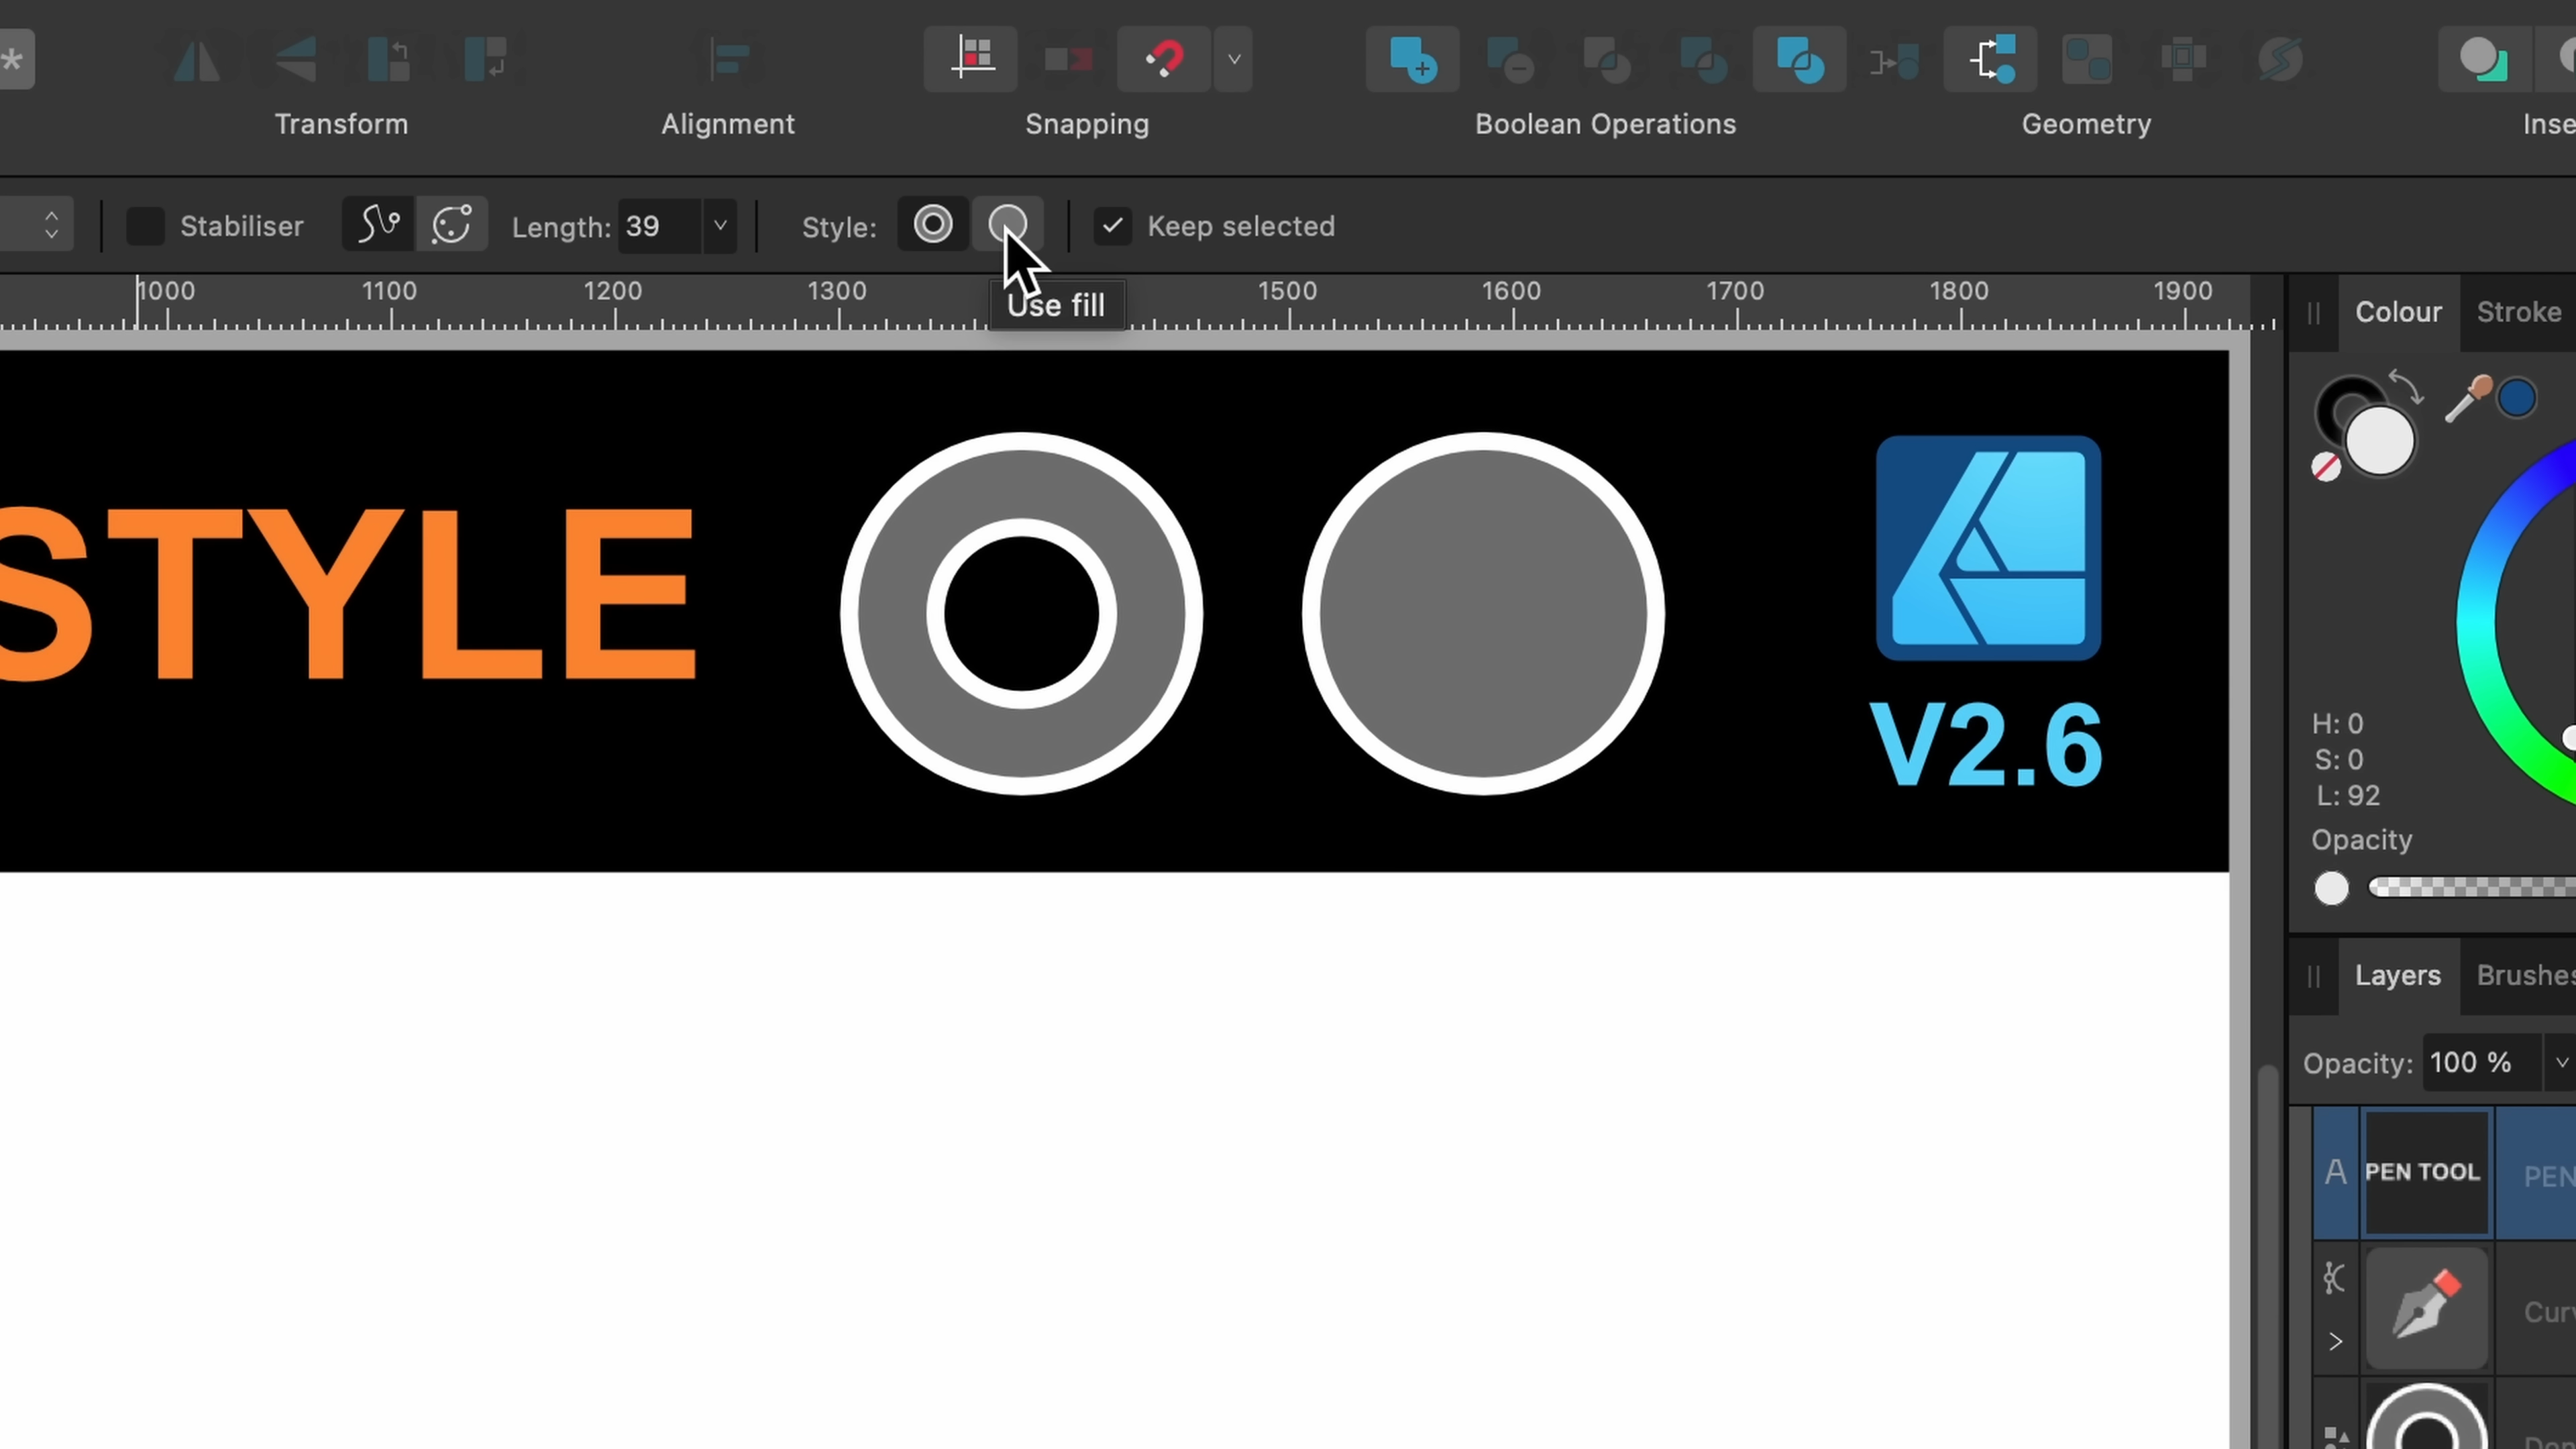 Transform
Alignment
Snapping
Boolean Operations
Geometry
Inse
Stabiliser
Length: 39
Style:
Keep selected
1000
1100
1200
1300
1500
1600
1700
1800
1900
Use fill
Colour
Stroke
STYLE
V2.6
H: 0
S: 0
L: 92
Opacity
Layers
Brushes
Opacity: 100 %
A
PEN TOOL
PEN
Curv